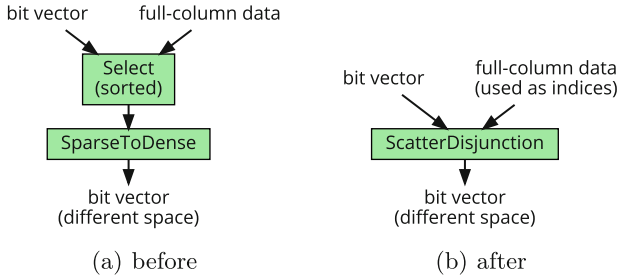 bit vector
full-column data
Select
(sorted)
SparseToDense
bit vector
(different space)
(a) before
bit vector
full-column data
(used as indices)
ScatterDisjunction
bit vector
(different space)
(b) after